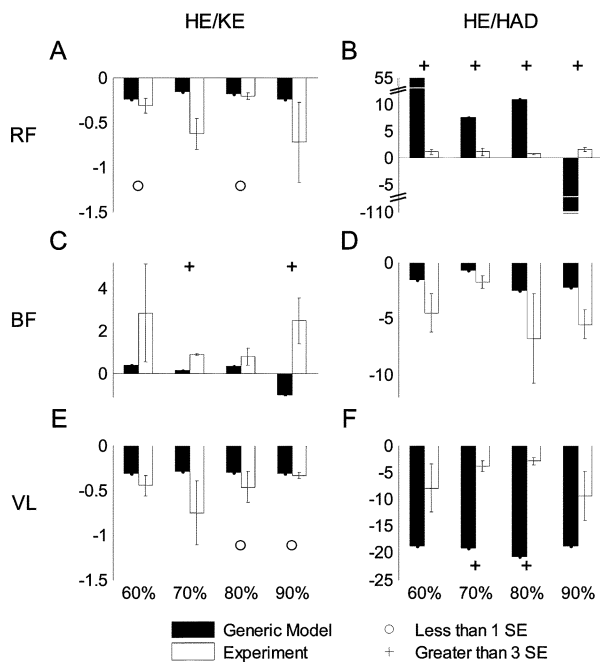 HE/KE HE/HAD
A B
RF
0
-0.5
-1
-1.5
55
10
5
0
-5
-110
C D
BF
4
2
0
0
-5
-10
E F
VL
0
-0.5
-1
-1.5
0
-5
-10
-15
-20
-25
60% 70% 80% 90% 60% 70% 80% 90%
Generic Model Less than 1 SE
Experiment Greater than 3 SE